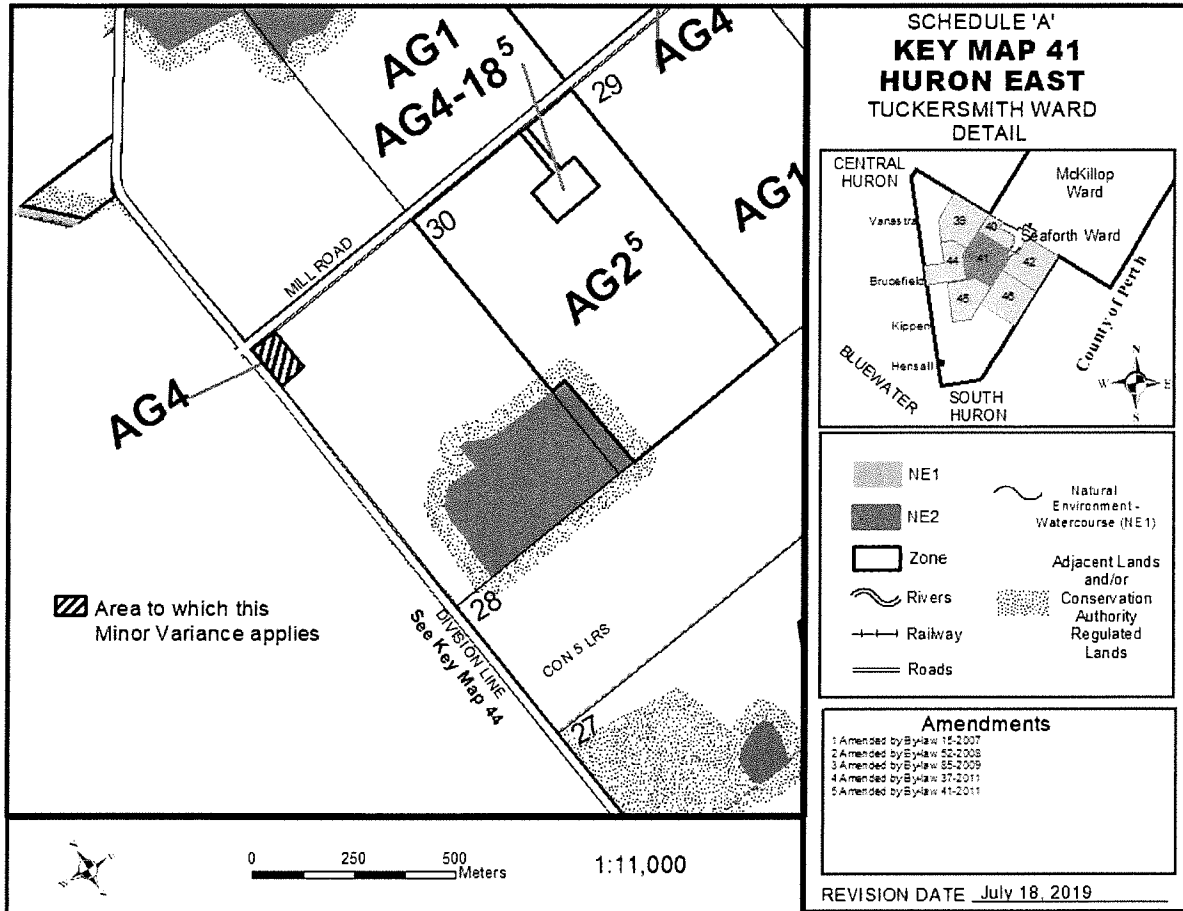 AG1
AG4-18⁵
AG4
29
AG1
30
AG2⁵
MILL ROAD
AG4
Area to which this
Minor Variance applies
28
DIVISION LINE
See Key Map 44
CON 5 LRS
27
0 250 500
Meters
1:11,000
SCHEDULE 'A'
KEY MAP 41
HURON EAST
TUCKERSMITH WARD
DETAIL
CENTRAL
HURON
McKillop
Ward
Vanastra
39
40
Seaforth Ward
44
41
42
Brucefield
45
46
Kippen
Hensall
BLUEWATER
SOUTH
HURON
County of Perth
N
W E
S
NE1
NE2
Zone
Rivers
Railway
Roads
Natural
Environment -
Watercourse (NE1)
Adjacent Lands
and/or
Conservation
Authority
Regulated
Lands
Amendments
1 Amended by By-law 15-2007
2 Amended by By-law 52-2008
3 Amended by By-law 85-2009
4 Amended by By-law 37-2011
5 Amended by By-law 41-2011
REVISION DATE July 18, 2019